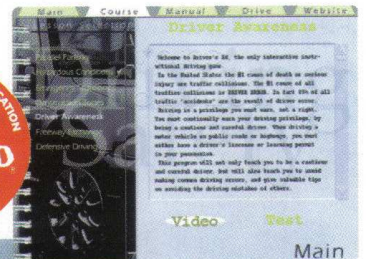 Main Course Manual Drive Website
Driver Awareness
Parallel Parking
Hazardous Conditions
Driver Awareness
Freeway
Defensive Driving
Welcome to Driver's Ed, the only interactive instr-
uctional driving game.
In the United States the #1 cause of death or serious
injury are traffic collisions. The #1 cause of all
traffic collisions is DRIVER ERROR. In fact 85% of all
traffic "accidents" are the result of driver error.
Driving is a privilege you must earn, not a right.
You must continually earn your driving privilege, by
being a cautious and careful driver. When driving a
motor vehicle on public roads or highways, you must
either have a driver's license or learning permit
in your possession.
This program will not only teach you to be a cautious
and careful driver, but will also teach you to avoid
making common driving errors, and give valuable tips
on avoiding the driving mistakes of others.
Video Test
Main